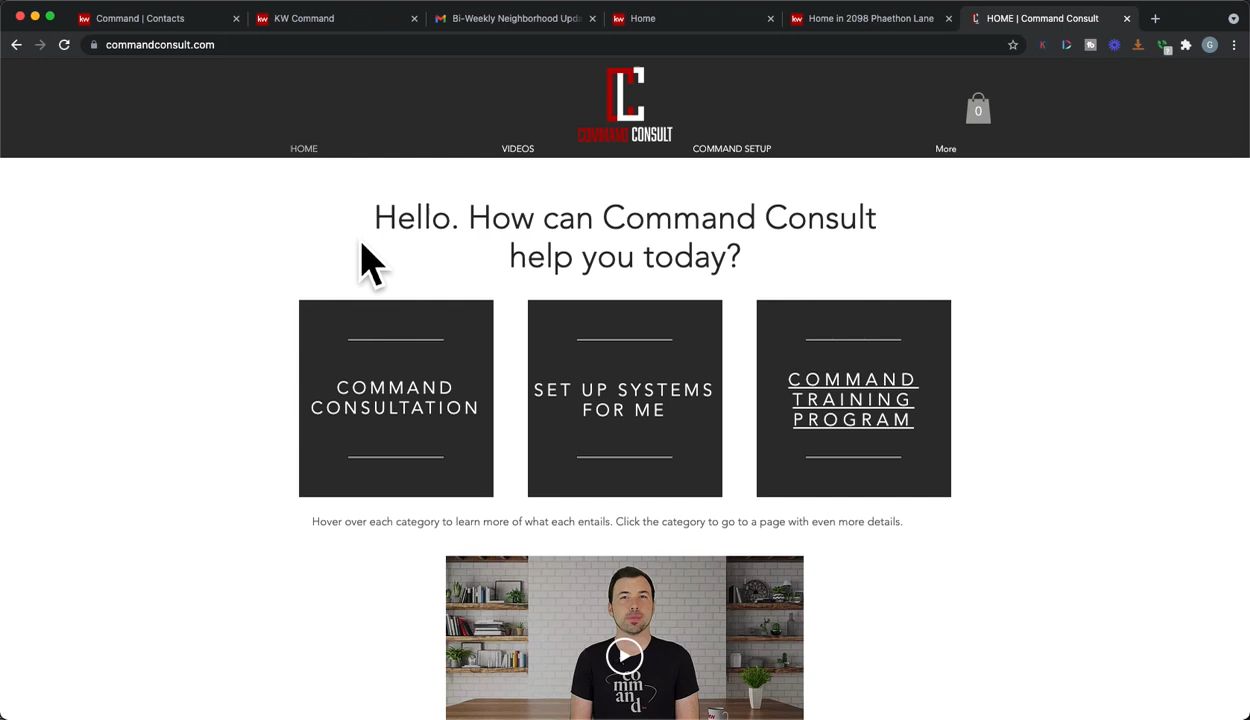 Command | Contacts
KW Command
Bi-Weekly Neighborhood Upda
Home
Home in 2098 Phaethon Lane
HOME | Command Consult
commandconsult.com
G
COMMAND CONSULT
0
HOME
VIDEOS
COMMAND SETUP
More
Hello. How can Command Consult
help you today?
COMMAND
CONSULTATION
SET UP SYSTEMS
FOR ME
COMMAND
TRAINING
PROGRAM
Hover over each category to learn more of what each entails. Click the category to go to a page with even more details.
co
mm
an
d
kw